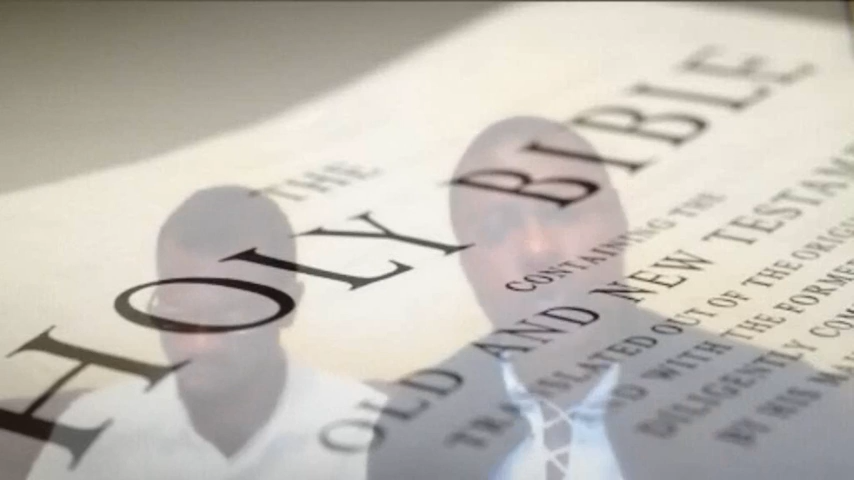 THE
HOLY BIBLE
CONTAINING THE
OLD AND NEW TESTAM
TRANSLATED OUT OF THE ORIGI
AND WITH THE FORME
DILIGENTLY COM
BY HIS MA